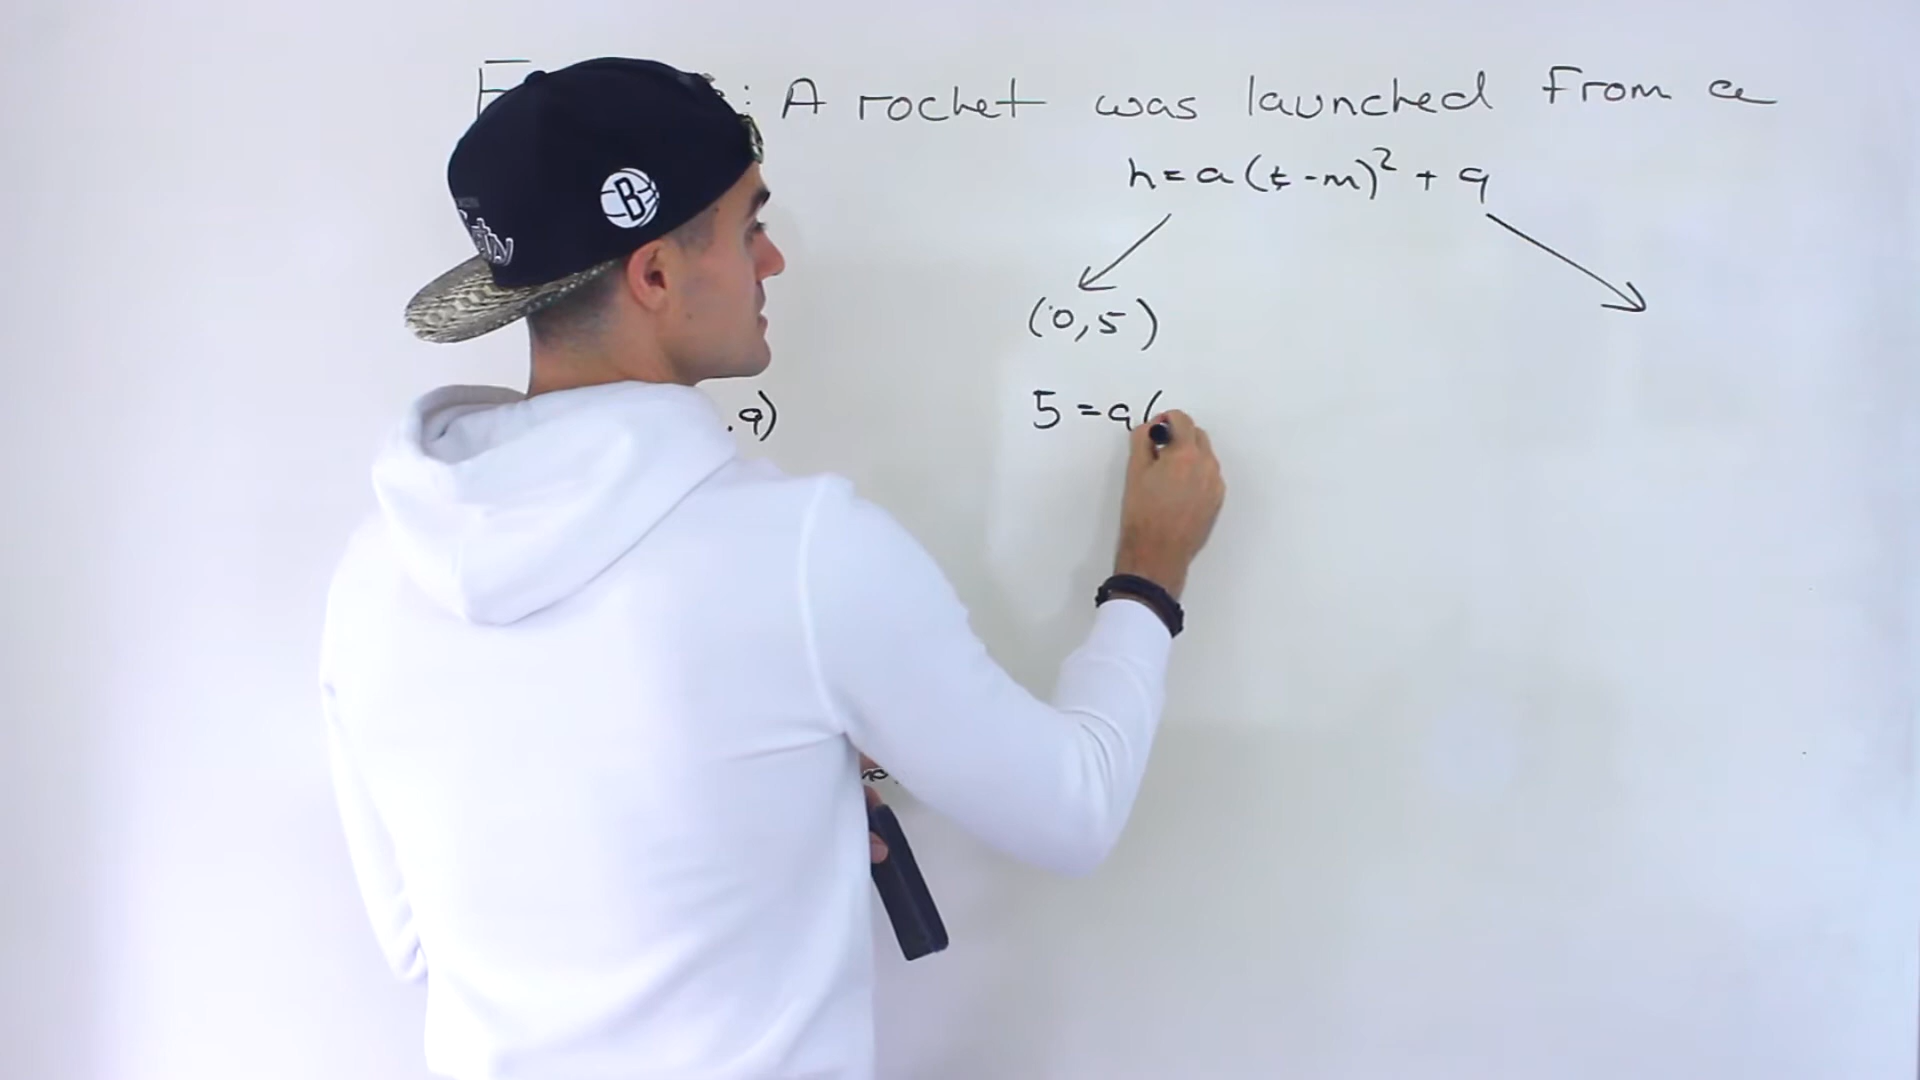 : A rocket was launched from a
h = a (t - m)² + q
(0, 5)
, q)
5 = a (
B